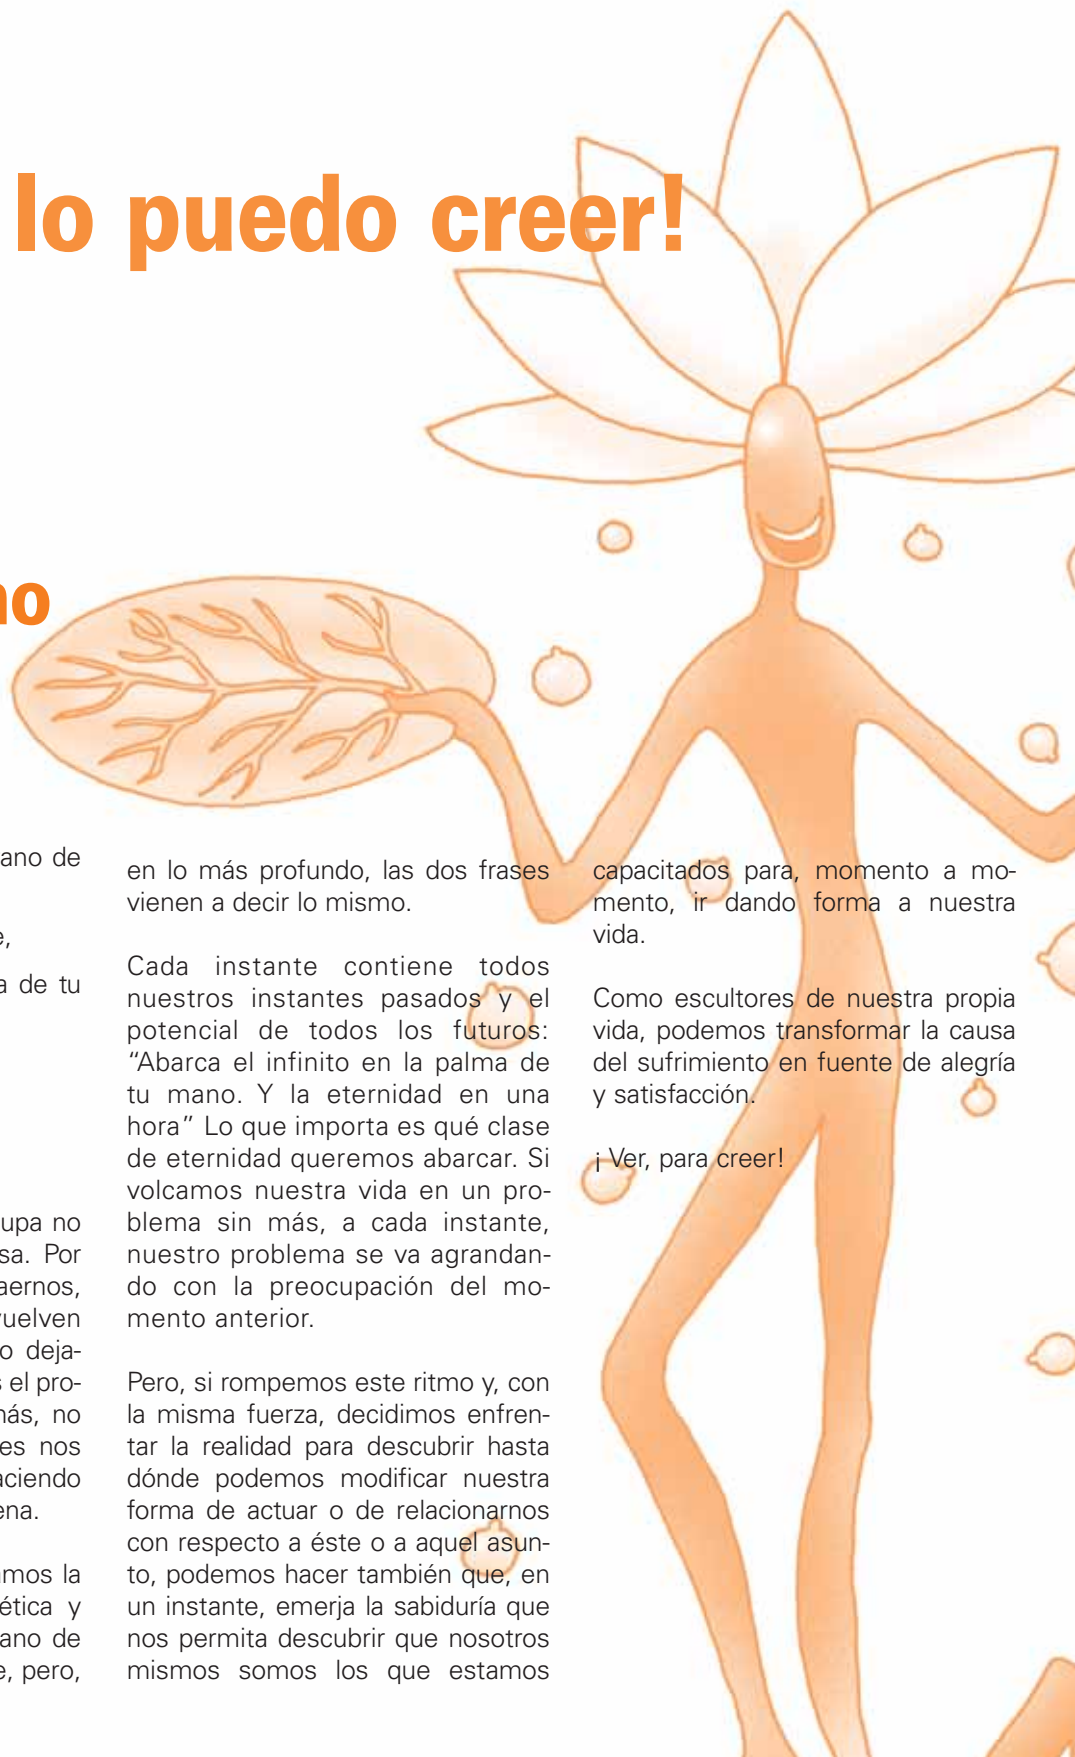 lo puedo creer!
no
ano de
e,
a de tu
upa no
sa. Por
aernos,
vuelven
o deja-
s el pro-
más, no
es nos
aciendo
ena.
amos la
ética y
ano de
e, pero,
en lo más profundo, las dos frases
vienen a decir lo mismo.
Cada instante contiene todos
nuestros instantes pasados y el
potencial de todos los futuros:
“Abarca el infinito en la palma de
tu mano. Y la eternidad en una
hora” Lo que importa es qué clase
de eternidad queremos abarcar. Si
volcamos nuestra vida en un pro-
blema sin más, a cada instante,
nuestro problema se va agrandan-
do con la preocupación del mo-
mento anterior.
Pero, si rompemos este ritmo y, con
la misma fuerza, decidimos enfren-
tar la realidad para descubrir hasta
dónde podemos modificar nuestra
forma de actuar o de relacionarnos
con respecto a éste o a aquel asun-
to, podemos hacer también que, en
un instante, emerja la sabiduría que
nos permita descubrir que nosotros
mismos somos los que estamos
capacitados para, momento a mo-
mento, ir dando forma a nuestra
vida.
Como escultores de nuestra propia
vida, podemos transformar la causa
del sufrimiento en fuente de alegría
y satisfacción.
¡ Ver, para creer!